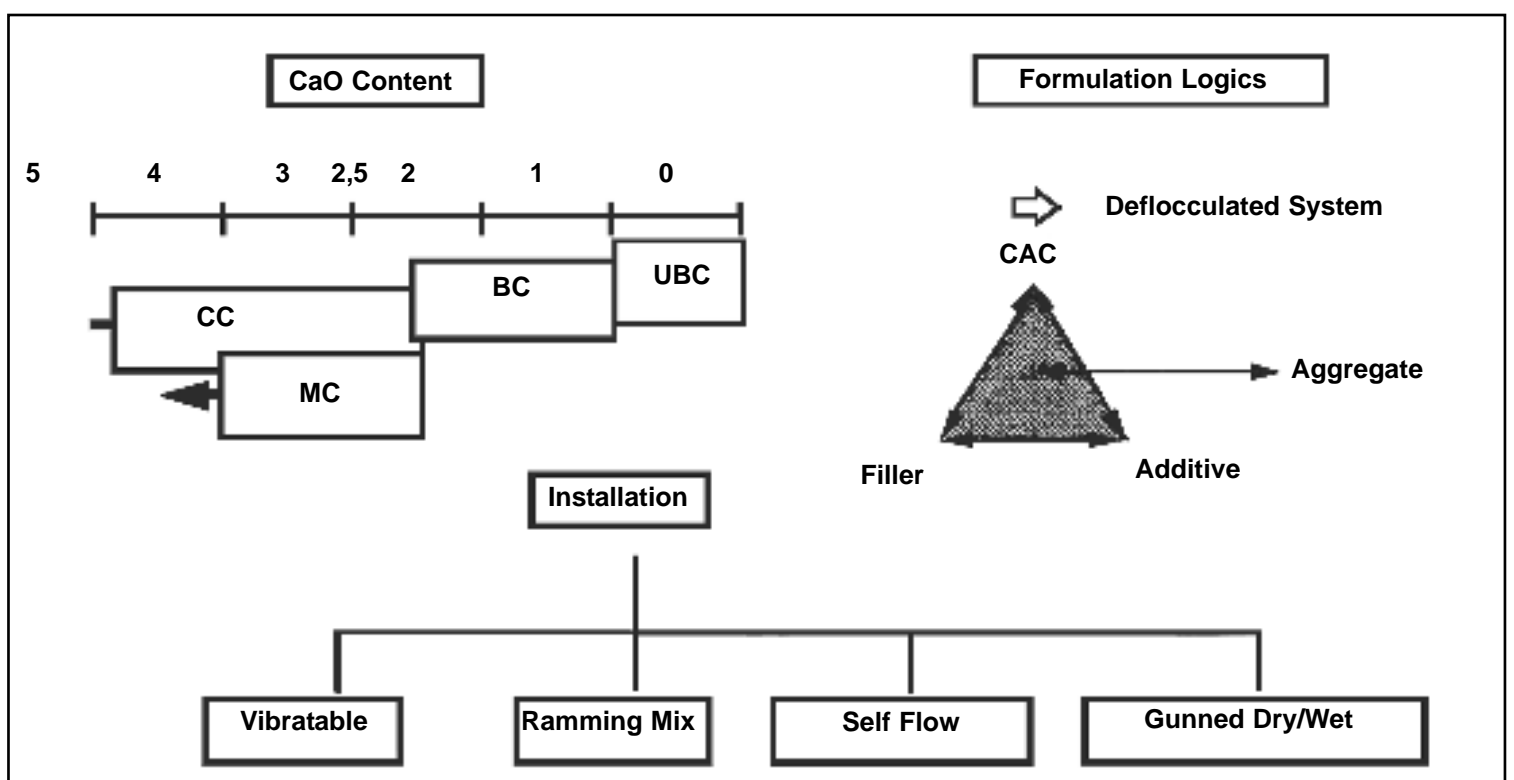 CaO Content
Formulation Logics
5 4 3 2,5 2 1 0
Deflocculated System
CAC
UBC
BC
CC
MC
Aggregate
Filler
Additive
Installation
Vibratable
Ramming Mix
Self Flow
Gunned Dry/Wet